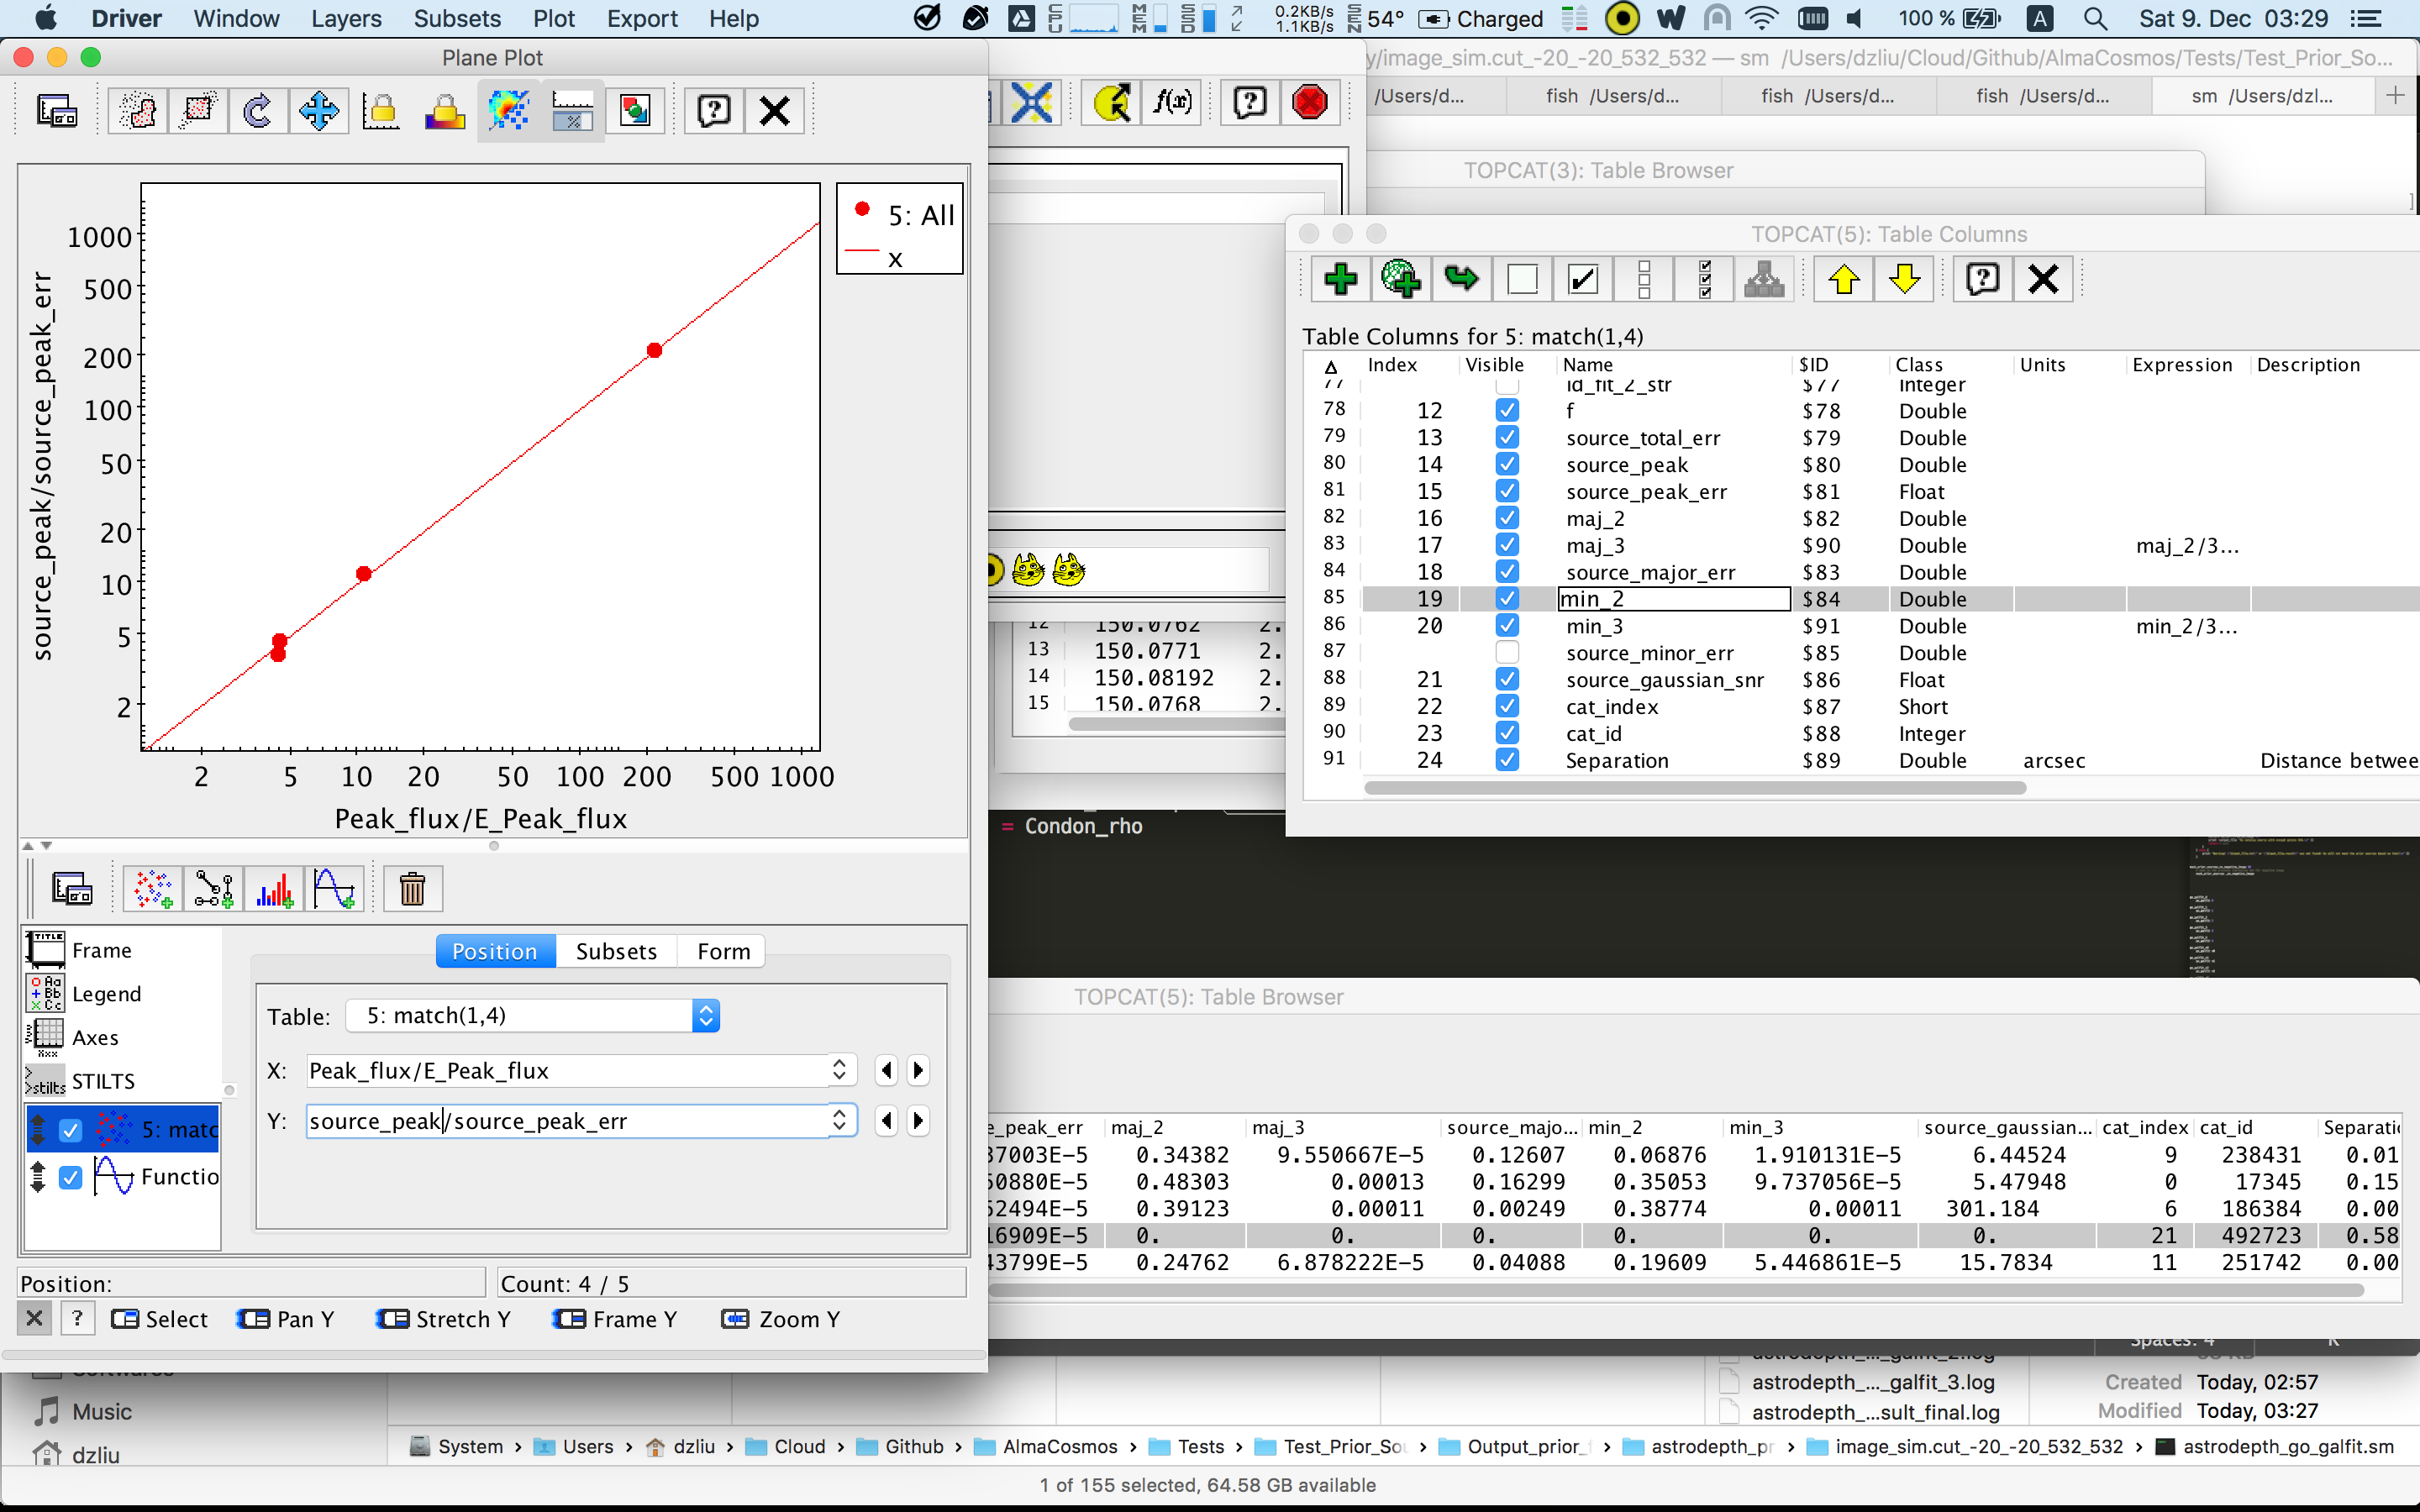 Driver Window Layers Subsets Plot Export Help
CPU MEM SSD 0.2KB/s 1.1KB/s SEN 54° Charged 100 % A Sat 9. Dec 03:29
Plane Plot
1000
500
200
100
50
20
10
5
2
source_peak/source_peak_err
2 5 10 20 50 100 200 500 1000
Peak_flux/E_Peak_flux
5: All
x
Frame
Legend
Axes
STILTS
5: matc
Functio
Position Subsets Form
Table: 5: match(1,4)
X: Peak_flux/E_Peak_flux
Y: source_peak/source_peak_err
Position: Count: 4 / 5
Select Pan Y Stretch Y Frame Y Zoom Y
f(x)
y/image_sim.cut_-20_-20_532_532 — sm /Users/dzliu/Cloud/Github/AlmaCosmos/Tests/Test_Prior_So...
/Users/d... fish /Users/d... fish /Users/d... fish /Users/d... sm /Users/dzl...
TOPCAT(3): Table Browser
12 150.0762 2.
13 150.0771 2.
14 150.08192 2.
15 150.0768 2.
= Condon_rho
TOPCAT(5): Table Columns
Table Columns for 5: match(1,4)
Index Visible Name $ID Class Units Expression Description
77 id_fit_2_str $77 Integer
78 12 f $78 Double
79 13 source_total_err $79 Double
80 14 source_peak $80 Double
81 15 source_peak_err $81 Float
82 16 maj_2 $82 Double
83 17 maj_3 $90 Double maj_2/3...
84 18 source_major_err $83 Double
85 19 min_2 $84 Double
86 20 min_3 $91 Double min_2/3...
87 source_minor_err $85 Double
88 21 source_gaussian_snr $86 Float
89 22 cat_index $87 Short
90 23 cat_id $88 Integer
91 24 Separation $89 Double arcsec Distance betwee
TOPCAT(5): Table Browser
e_peak_err maj_2 maj_3 source_majo... min_2 min_3 source_gaussian... cat_index cat_id Separatio
37003E-5 0.34382 9.550667E-5 0.12607 0.06876 1.910131E-5 6.44524 9 238431 0.01
50880E-5 0.48303 0.00013 0.16299 0.35053 9.737056E-5 5.47948 0 17345 0.15
52494E-5 0.39123 0.00011 0.00249 0.38774 0.00011 301.184 6 186384 0.00
16909E-5 0. 0. 0. 0. 0. 0. 21 492723 0.58
43799E-5 0.24762 6.878222E-5 0.04088 0.19609 5.446861E-5 15.7834 11 251742 0.00
Spaces: 4
Softwares
Music
dzliu
astrodepth_..._galfit_2.log
astrodepth_..._galfit_3.log
astrodepth_...sult_final.log
Created Today, 02:57
Modified Today, 03:27
System › Users › dzliu › Cloud › Github › AlmaCosmos › Tests › Test_Prior_Sou › Output_prior_f › astrodepth_pr › image_sim.cut_-20_-20_532_532 › astrodepth_go_galfit.sm
1 of 155 selected, 64.58 GB available